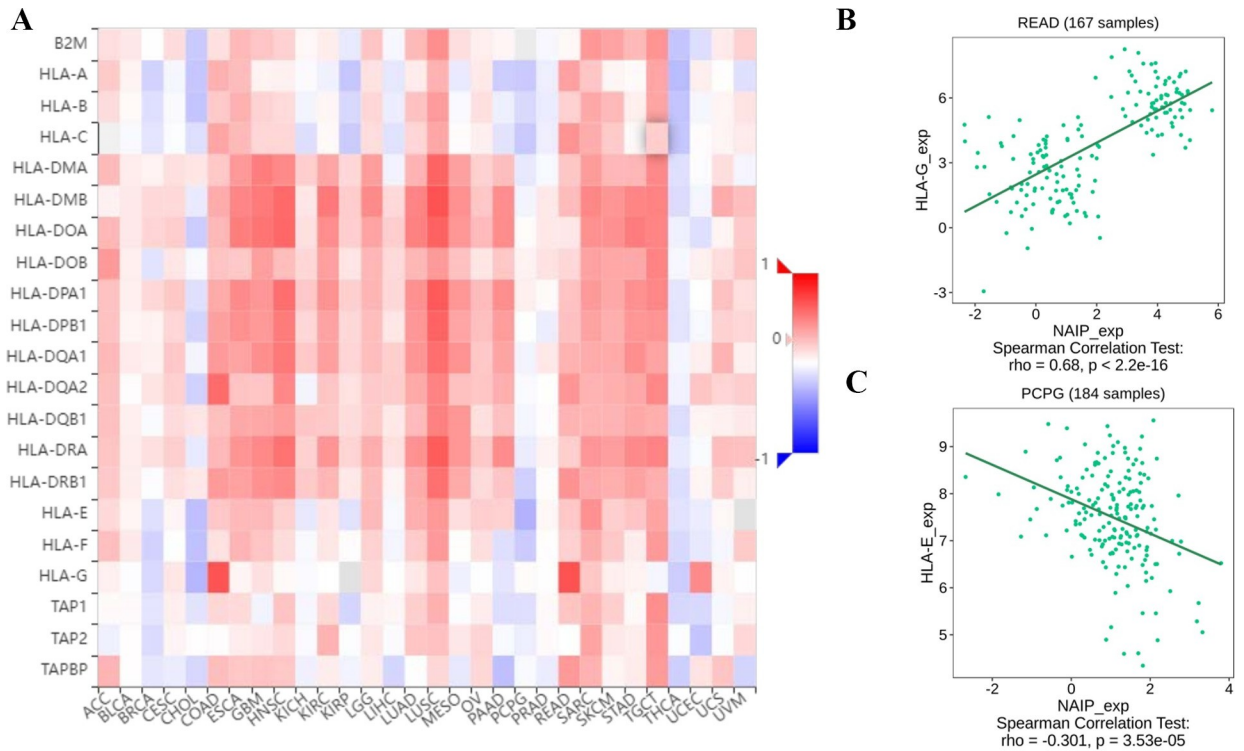 A
B2M
HLA-A
HLA-B
HLA-C
HLA-DMA
HLA-DMB
HLA-DOA
HLA-DOB
HLA-DPA1
HLA-DPB1
HLA-DQA1
HLA-DQA2
HLA-DQB1
HLA-DRA
HLA-DRB1
HLA-E
HLA-F
HLA-G
TAP1
TAP2
TAPBP
ACC BLCA BRCA CESC CHOL COAD ESCA GBM HNSC KICH KIRC KIRP LGG LIHC LUAD LUSC MESO OV PAAD PCPG PRAD READ SARC SKCM STAD TGCT THCA UCEC UCS UVM
1
0
-1
B
READ (167 samples)
HLA-G_exp
6
3
0
-3
-2 0 2 4 6
NAIP_exp
Spearman Correlation Test:
rho = 0.68, p < 2.2e-16
C
PCPG (184 samples)
HLA-E_exp
9
8
7
6
5
-2 0 2 4
NAIP_exp
Spearman Correlation Test:
rho = -0.301, p = 3.53e-05